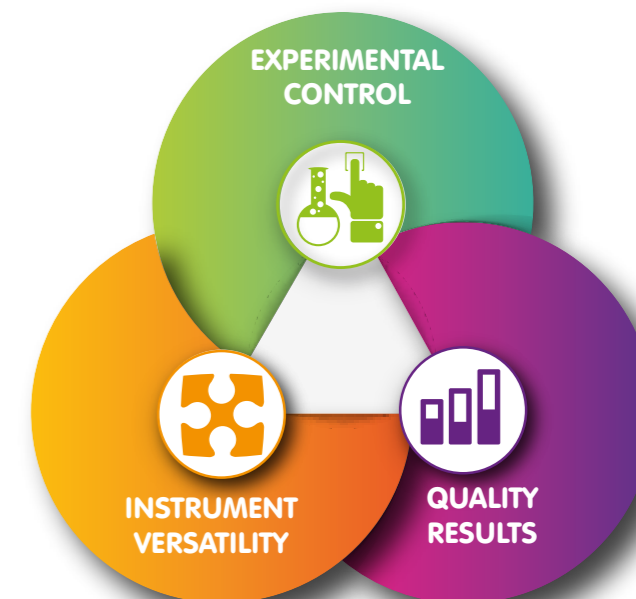 EXPERIMENTAL
CONTROL
INSTRUMENT
VERSATILITY
QUALITY
RESULTS